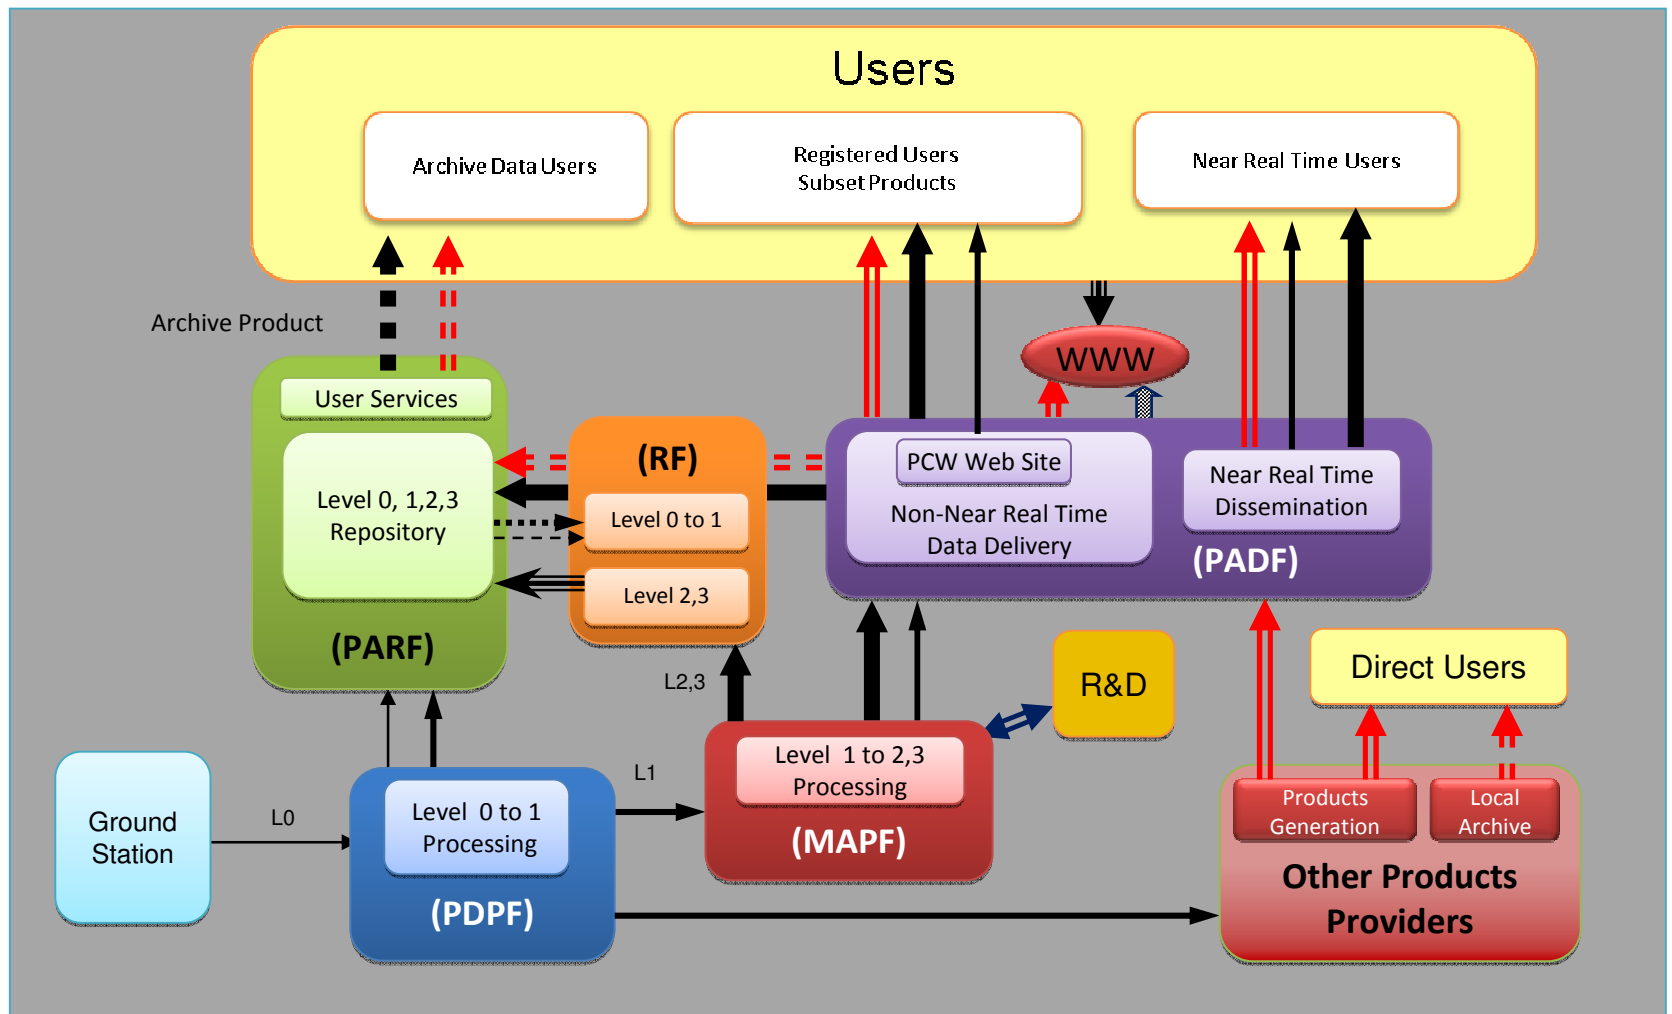 Users
Archive Data Users
Registered Users
Subset Products
Near Real Time Users
Archive Product
WWW
User Services
Level 0, 1,2,3
Repository
(PARF)
(RF)
Level 0 to 1
Level 2,3
PCW Web Site
Non-Near Real Time
Data Delivery
Near Real Time
Dissemination
(PADF)
L2,3
R&D
Direct Users
Ground
Station
L0
Level 0 to 1
Processing
(PDPF)
L1
Level 1 to 2,3
Processing
(MAPF)
Products
Generation
Local
Archive
Other Products
Providers